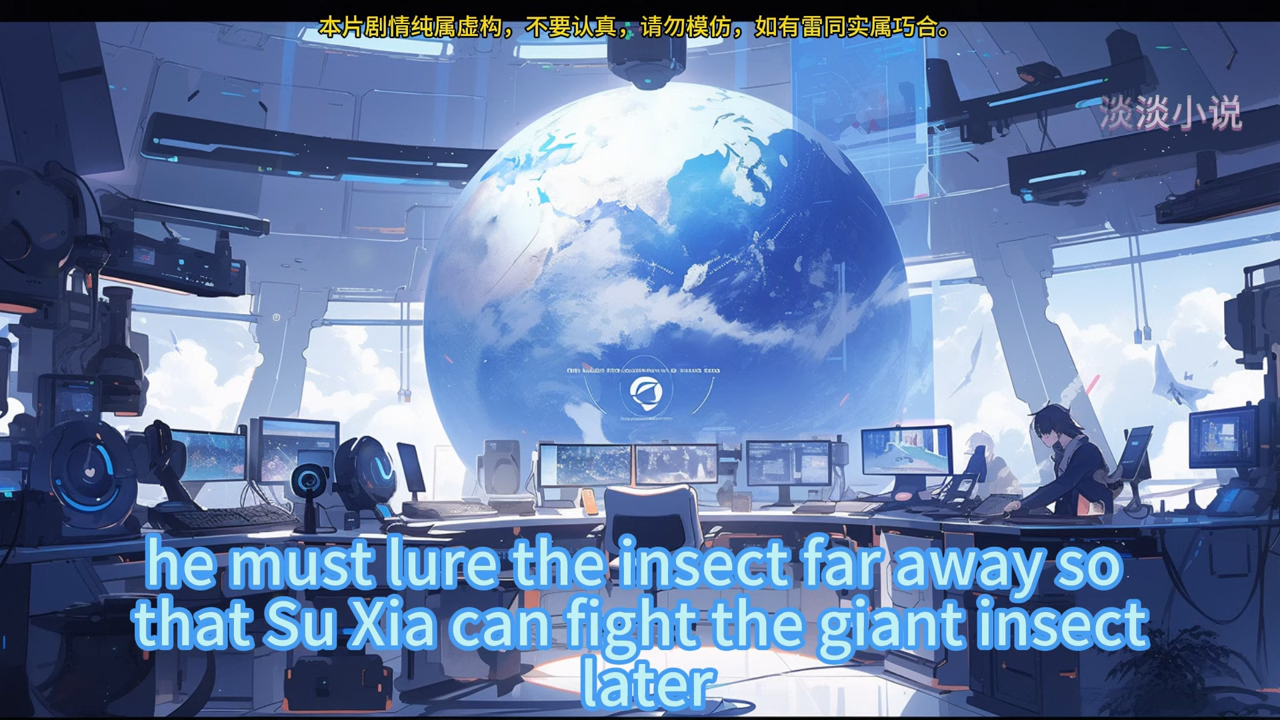 本片剧情纯属虚构，不要认真，请勿模仿，如有雷同实属巧合。
淡淡小说
he must lure the insect far away so
that Su Xia can fight the giant insect
later